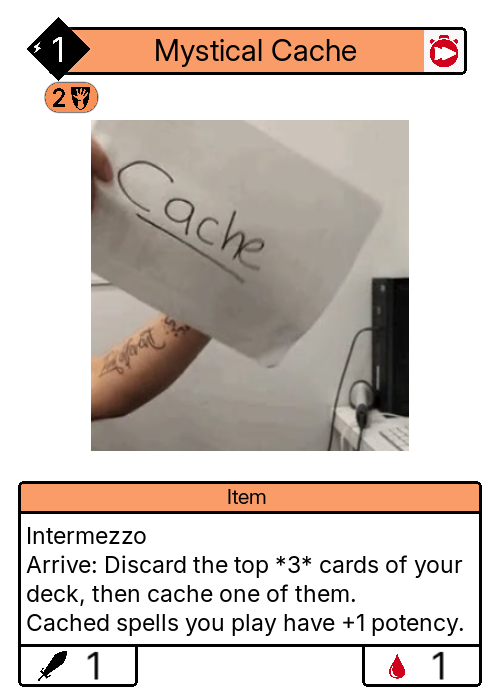 1
Mystical Cache
2
Cache
Item
Intermezzo
Arrive: Discard the top *3* cards of your
deck, then cache one of them.
Cached spells you play have +1 potency.
1
1